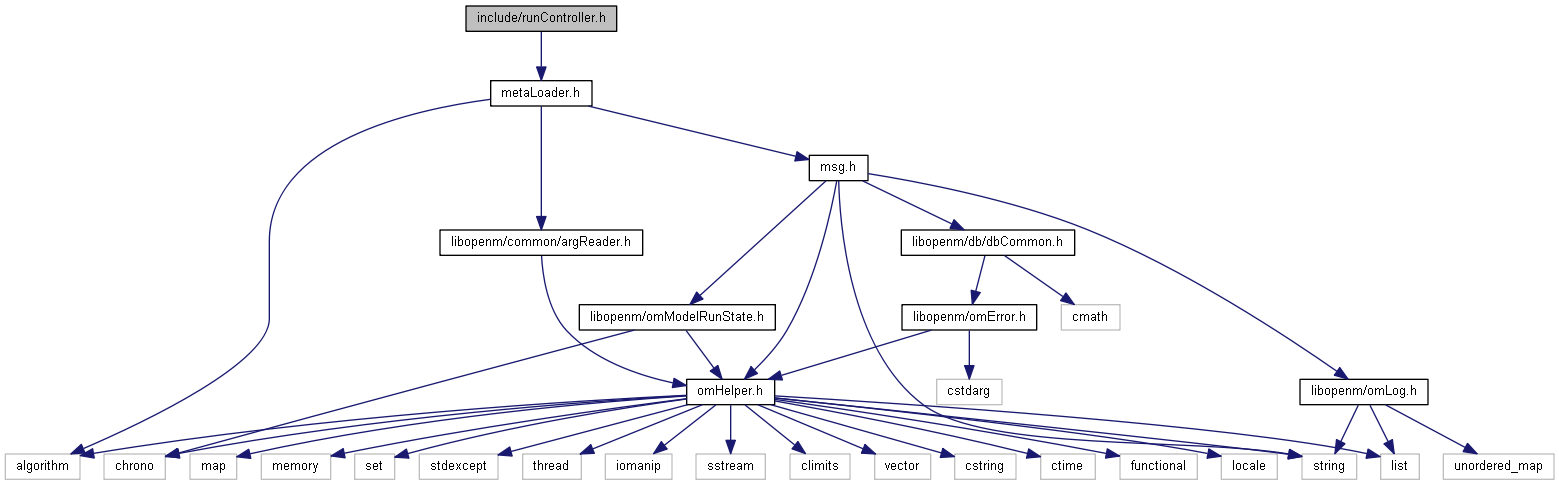 include/runController.h
metaLoader.h
msg.h
libopenm/common/argReader.h
libopenm/db/dbCommon.h
libopenm/omModelRunState.h
libopenm/omError.h
cmath
omHelper.h
cstdarg
libopenm/omLog.h
algorithm
chrono
map
memory
set
stdexcept
thread
iomanip
sstream
climits
vector
cstring
ctime
functional
locale
string
list
unordered_map